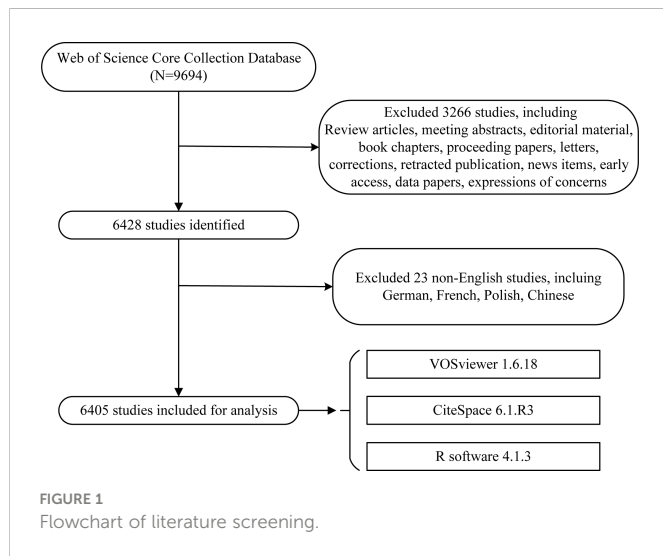 Web of Science Core Collection Database
(N=9694)
Excluded 3266 studies, including
Review articles, meeting abstracts, editorial material,
book chapters, proceeding papers, letters,
corrections, retracted publication, news items, early
access, data papers, expressions of concerns
6428 studies identified
Excluded 23 non-English studies, incluing
German, French, Polish, Chinese
6405 studies included for analysis
VOSviewer 1.6.18
CiteSpace 6.1.R3
R software 4.1.3
FIGURE 1
Flowchart of literature screening.